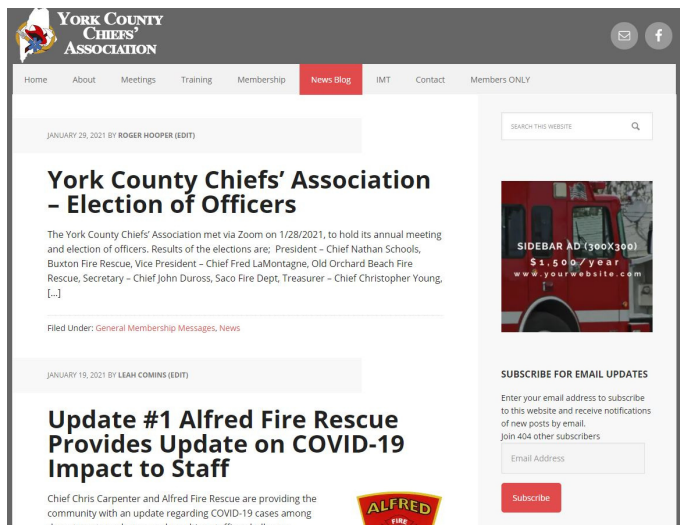 YORK COUNTY
CHIEFS'
ASSOCIATION
Home About Meetings Training Membership News Blog IMT Contact Members ONLY
JANUARY 29, 2021 BY ROGER HOOPER (EDIT)
York County Chiefs' Association
– Election of Officers
The York County Chiefs' Association met via Zoom on 1/28/2021, to hold its annual meeting
and election of officers. Results of the elections are; President – Chief Nathan Schools,
Buxton Fire Rescue, Vice President – Chief Fred LaMontagne, Old Orchard Beach Fire
Rescue, Secretary – Chief John Duross, Saco Fire Dept, Treasurer – Chief Christopher Young,
[...]
Filed Under: General Membership Messages, News
JANUARY 19, 2021 BY LEAH COMINS (EDIT)
Update #1 Alfred Fire Rescue
Provides Update on COVID-19
Impact to Staff
Chief Chris Carpenter and Alfred Fire Rescue are providing the
community with an update regarding COVID-19 cases among
ALFRED
FIRE
SEARCH THIS WEBSITE
SIDEBAR AD (300X300)
$1,500/year
www.yourwebsite.com
SUBSCRIBE FOR EMAIL UPDATES
Enter your email address to subscribe
to this website and receive notifications
of new posts by email.
Join 404 other subscribers
Email Address
Subscribe